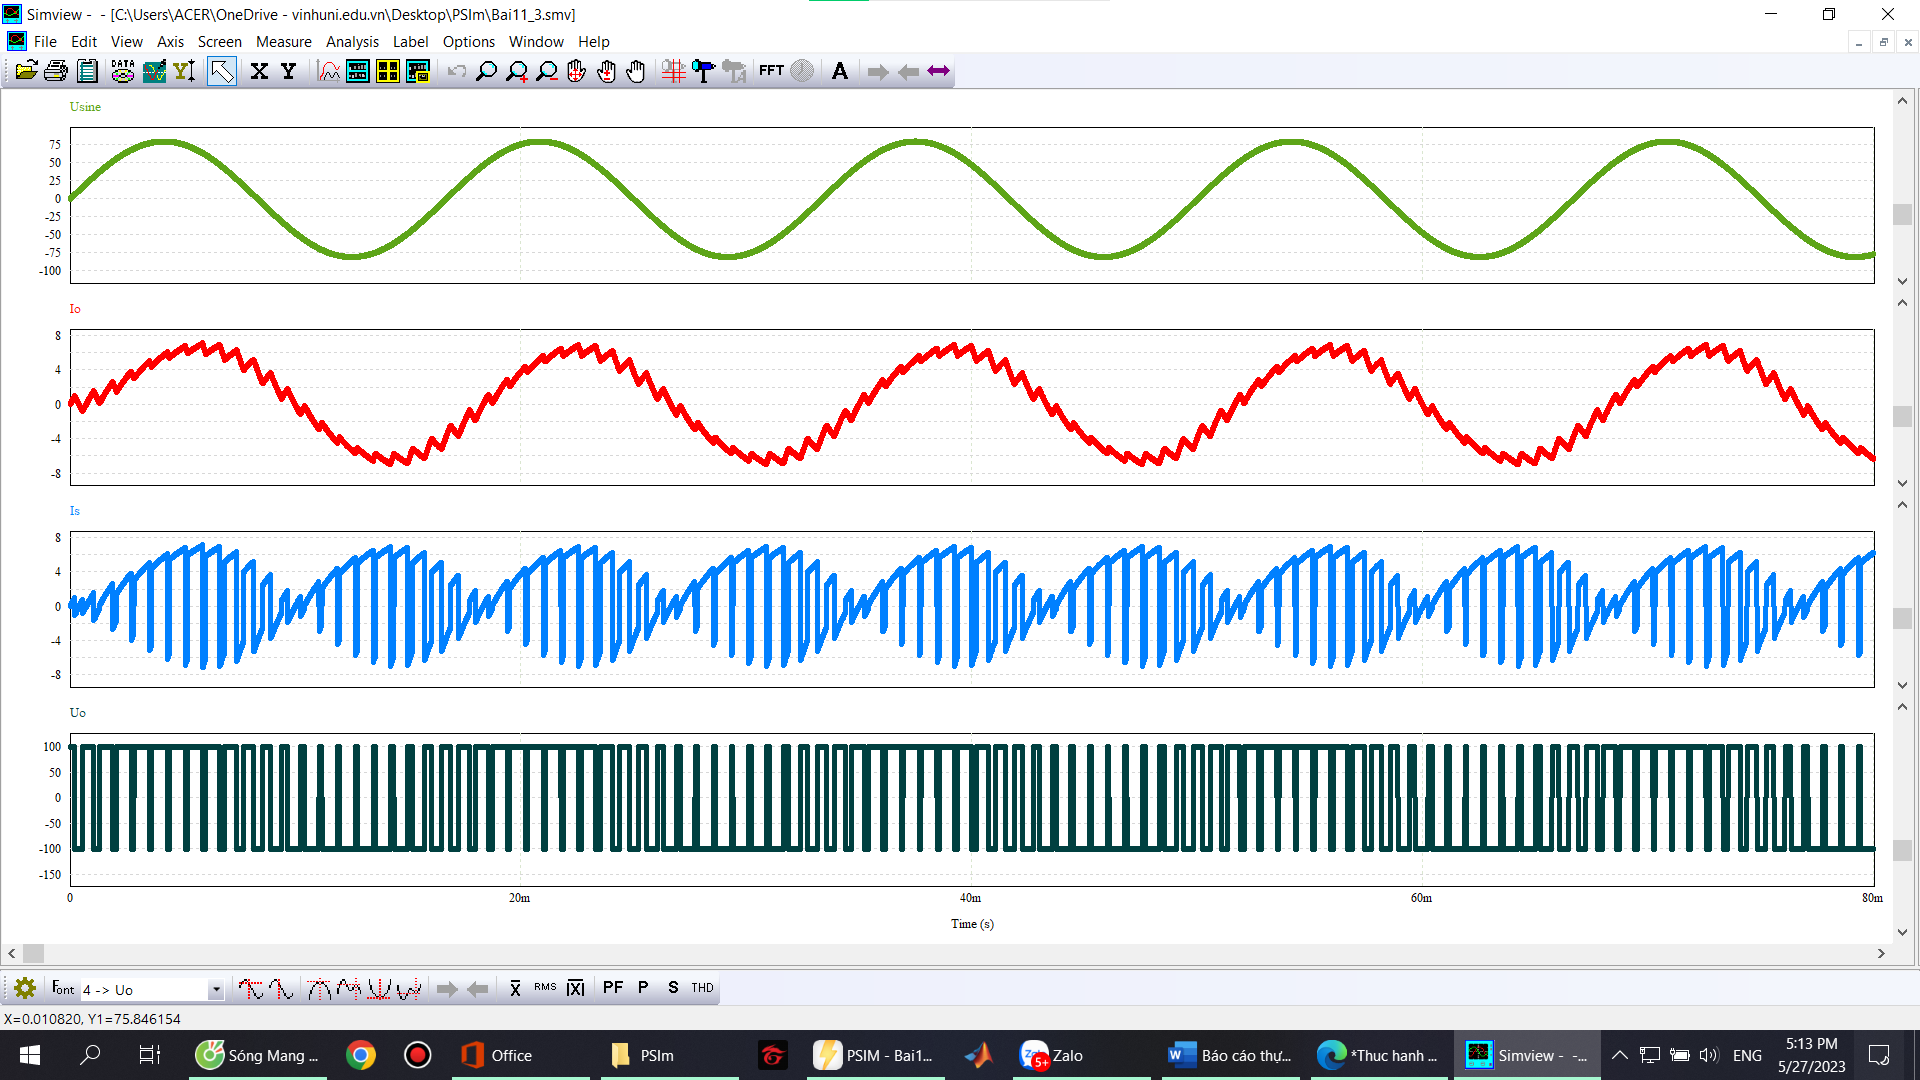 Simview - - [C:\Users\ACER\OneDrive - vinhuni.edu.vn\Desktop\PSIm\Bai11_3.smv]
File Edit View Axis Screen Measure Analysis Label Options Window Help
DATA Y X Y FFT A
Usine
75
50
25
0
-25
-50
-75
-100
Io
8
4
0
-4
-8
Is
8
4
0
-4
-8
Uo
100
50
0
-50
-100
-150
0 20m 40m 60m 80m
Time (s)
Font 4 -> Uo x RMS |X| PF P S THD
X=0.010820, Y1=75.846154
Sóng Mang ... Office PSIm PSIM - Bai1... 5+ Zalo Báo cáo thự... *Thuc hanh ... Simview - -... ENG 5:13 PM
5/27/2023